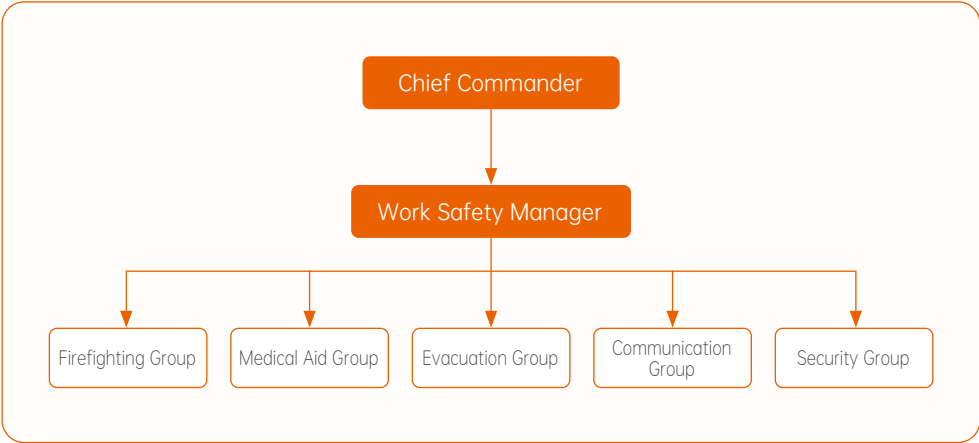 Chief Commander
Work Safety Manager
Firefighting Group
Medical Aid Group
Evacuation Group
Communication
Group
Security Group